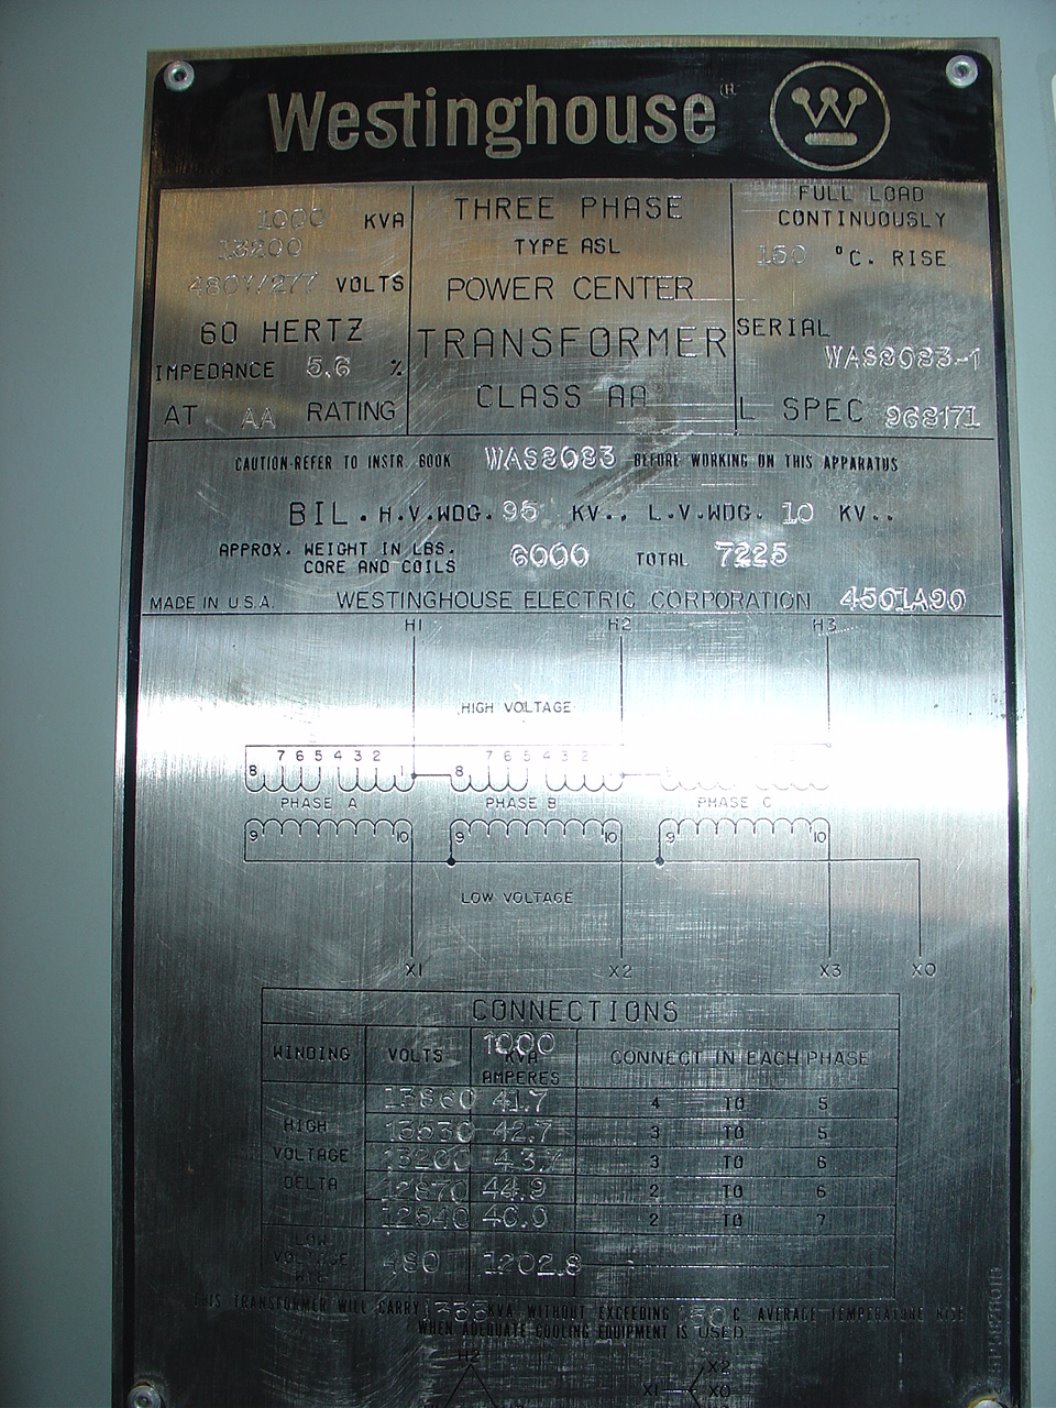 Westinghouse®
1000 KVA
13200
480Y/277 VOLTS
60 HERTZ
IMPEDANCE 5.6 %
AT AA RATING
THREE PHASE
TYPE ASL
POWER CENTER
TRANSFORMER
CLASS AA
FULL LOAD
CONTINUOUSLY
150 °C. RISE
SERIAL
WAS8083-1
L SPEC 968171
CAUTION-REFER TO INSTR. BOOK WAS8083 BEFORE WORKING ON THIS APPARATUS
BIL. H.V.WDG. 95 KV., L.V.WDG. 10 KV..
APPROX. WEIGHT IN LBS.
CORE AND COILS 6000 TOTAL 7225
MADE IN U.S.A. WESTINGHOUSE ELECTRIC CORPORATION 4501A90
H1 H2 H3
HIGH VOLTAGE
8 7 6 5 4 3 2 1 8 7 6 5 4 3 2 1
PHASE A PHASE B PHASE C
9 10 9 10 9 10
LOW VOLTAGE
X1 X2 X3 X0
CONNECTIONS
WINDING VOLTS 1000 KVA AMPERES CONNECT IN EACH PHASE
HIGH VOLTAGE DELTA
13860 41.7 4 TO 5
13530 42.7 3 TO 5
13200 43.7 3 TO 6
12870 44.9 2 TO 6
12540 46.0 2 TO 7
LOW VOLTAGE WYE 480 1202.8
THIS TRANSFORMER WILL CARRY 1333 KVA WITHOUT EXCEEDING 150 C AVERAGE TEMPERATURE RISE
WHEN ADEQUATE COOLING EQUIPMENT IS USED
H2 X2
X1 X0